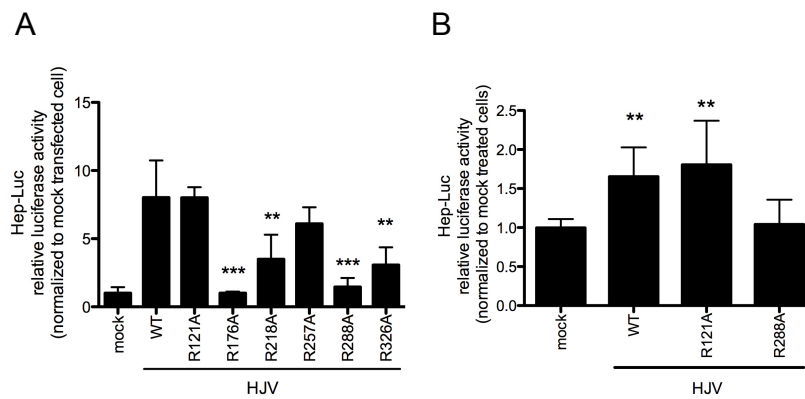 A
Hep-Luc
relative luciferase activity
(normalized to mock transfected cell)
15
10
5
0
***
**
***
**
mock
WT
R121A
R176A
R218A
R257A
R288A
R326A
HJV
B
Hep-Luc
relative luciferase activity
(normalized to mock treated cells)
2.5
2.0
1.5
1.0
0.5
0.0
**
**
mock
WT
R121A
R288A
HJV